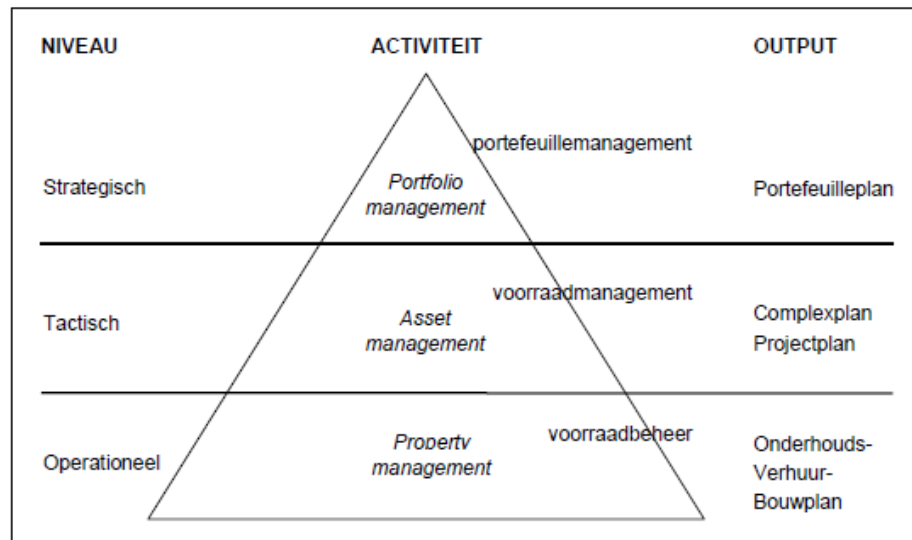 NIVEAU ACTIVITEIT OUTPUT
portefeuillemanagement
Strategisch Portfolio management Portefeuilleplan
voorraadmanagement
Tactisch Asset management Complexplan
Projectplan
voorraadbeheer
Operationeel Property management Onderhouds-
Verhuur-
Bouwplan